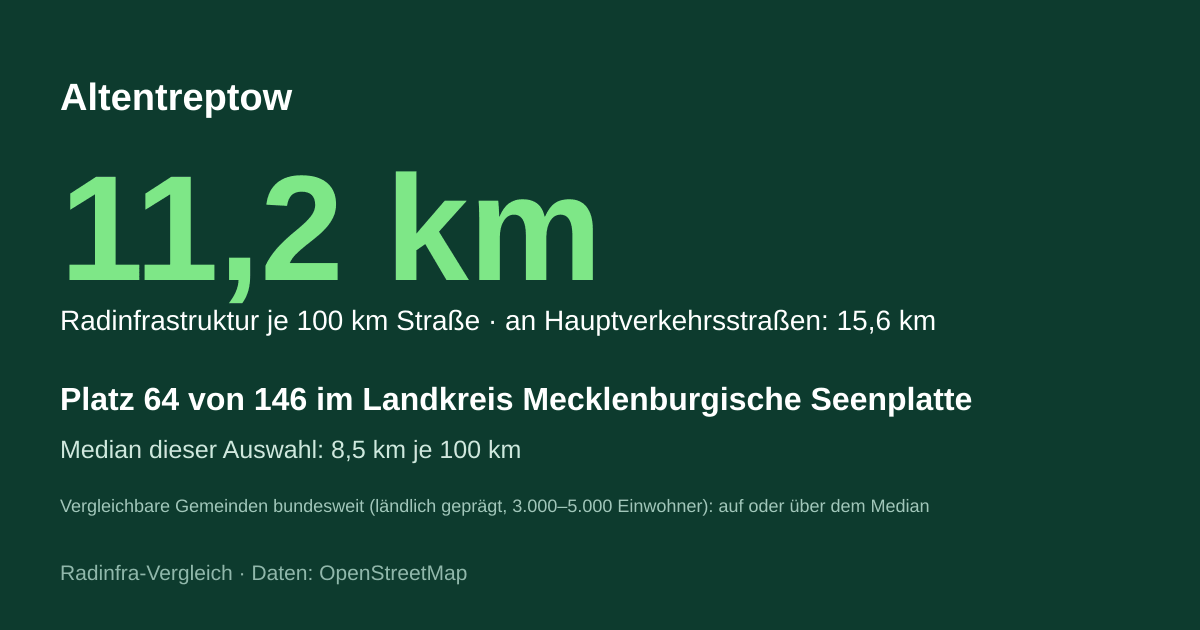 Altentreptow
11,2 km
Radinfrastruktur je 100 km Straße · an Hauptverkehrsstraßen: 15,6 km
Platz 64 von 146 im Landkreis Mecklenburgische Seenplatte
Median dieser Auswahl: 8,5 km je 100 km
Vergleichbare Gemeinden bundesweit (ländlich geprägt, 3.000–5.000 Einwohner): auf oder über dem Median
Radinfra-Vergleich · Daten: OpenStreetMap